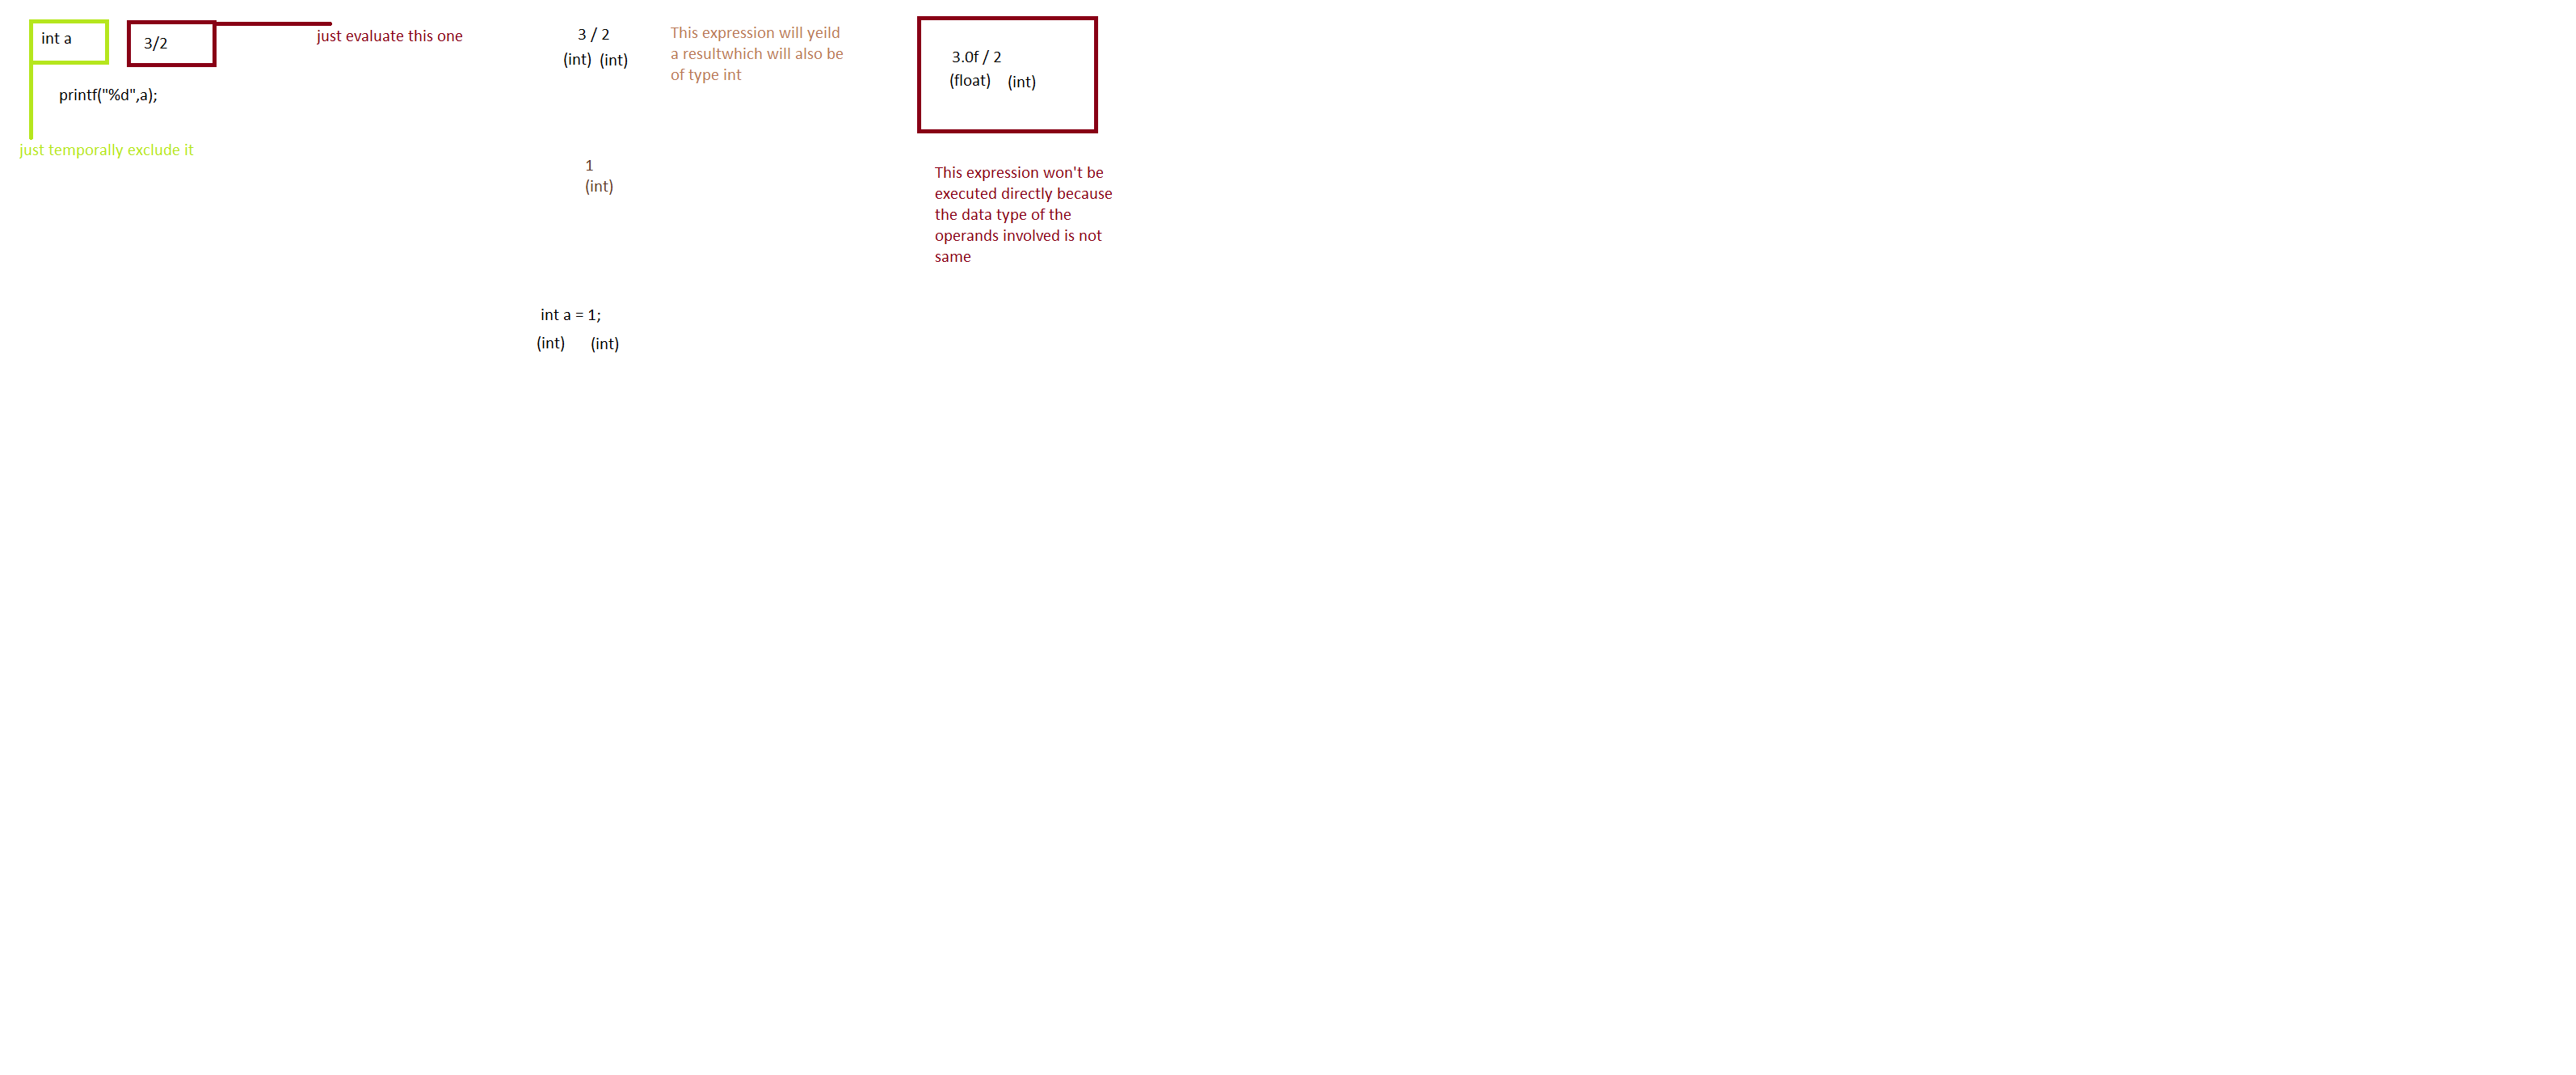 int a
3/2
just evaluate this one
printf("%d",a);
just temporally exclude it
3 / 2
(int) (int)
This expression will yeild
a resultwhich will also be
of type int
1
(int)
int a = 1;
(int) (int)
3.0f / 2
(float) (int)
This expression won't be
executed directly because
the data type of the
operands involved is not
same